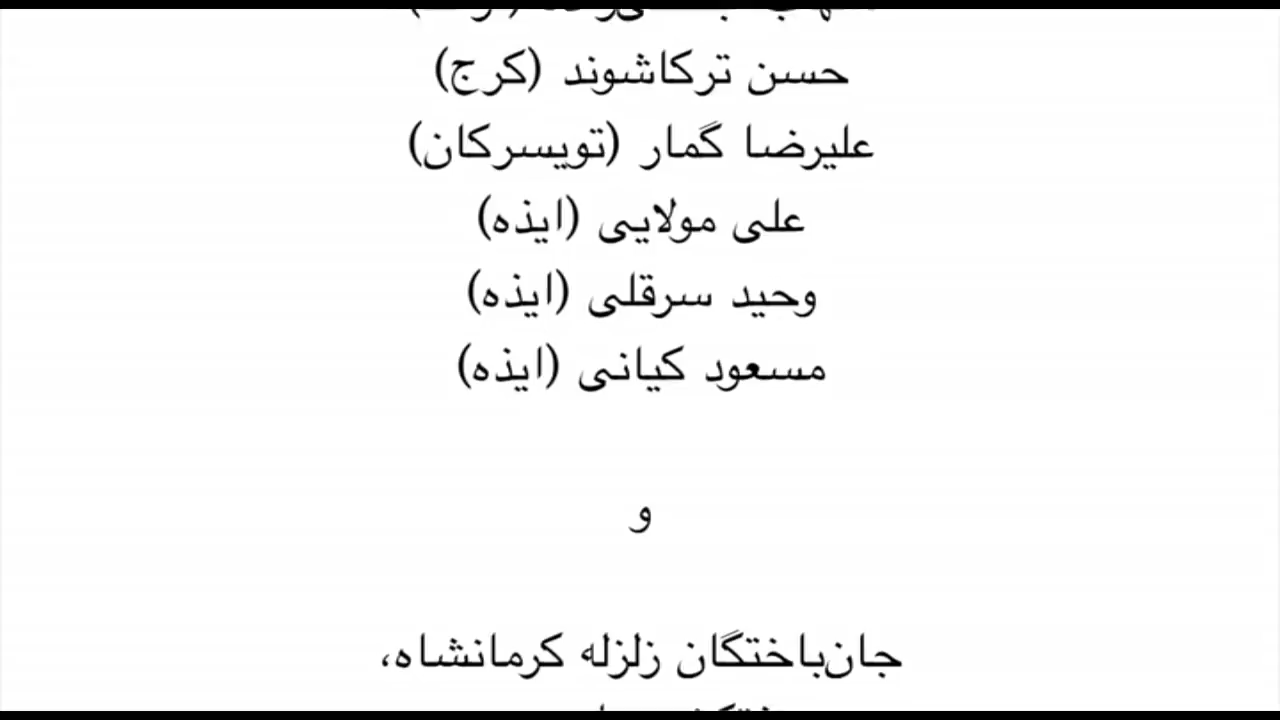 حسن ترکاشوند (کرج)
علیرضا گمار (تویسرکان)
علی مولایی (ایذه)
وحید سرقلی (ایذه)
مسعود کیانی (ایذه)
و
جان‌باختگان زلزله کرمانشاه،